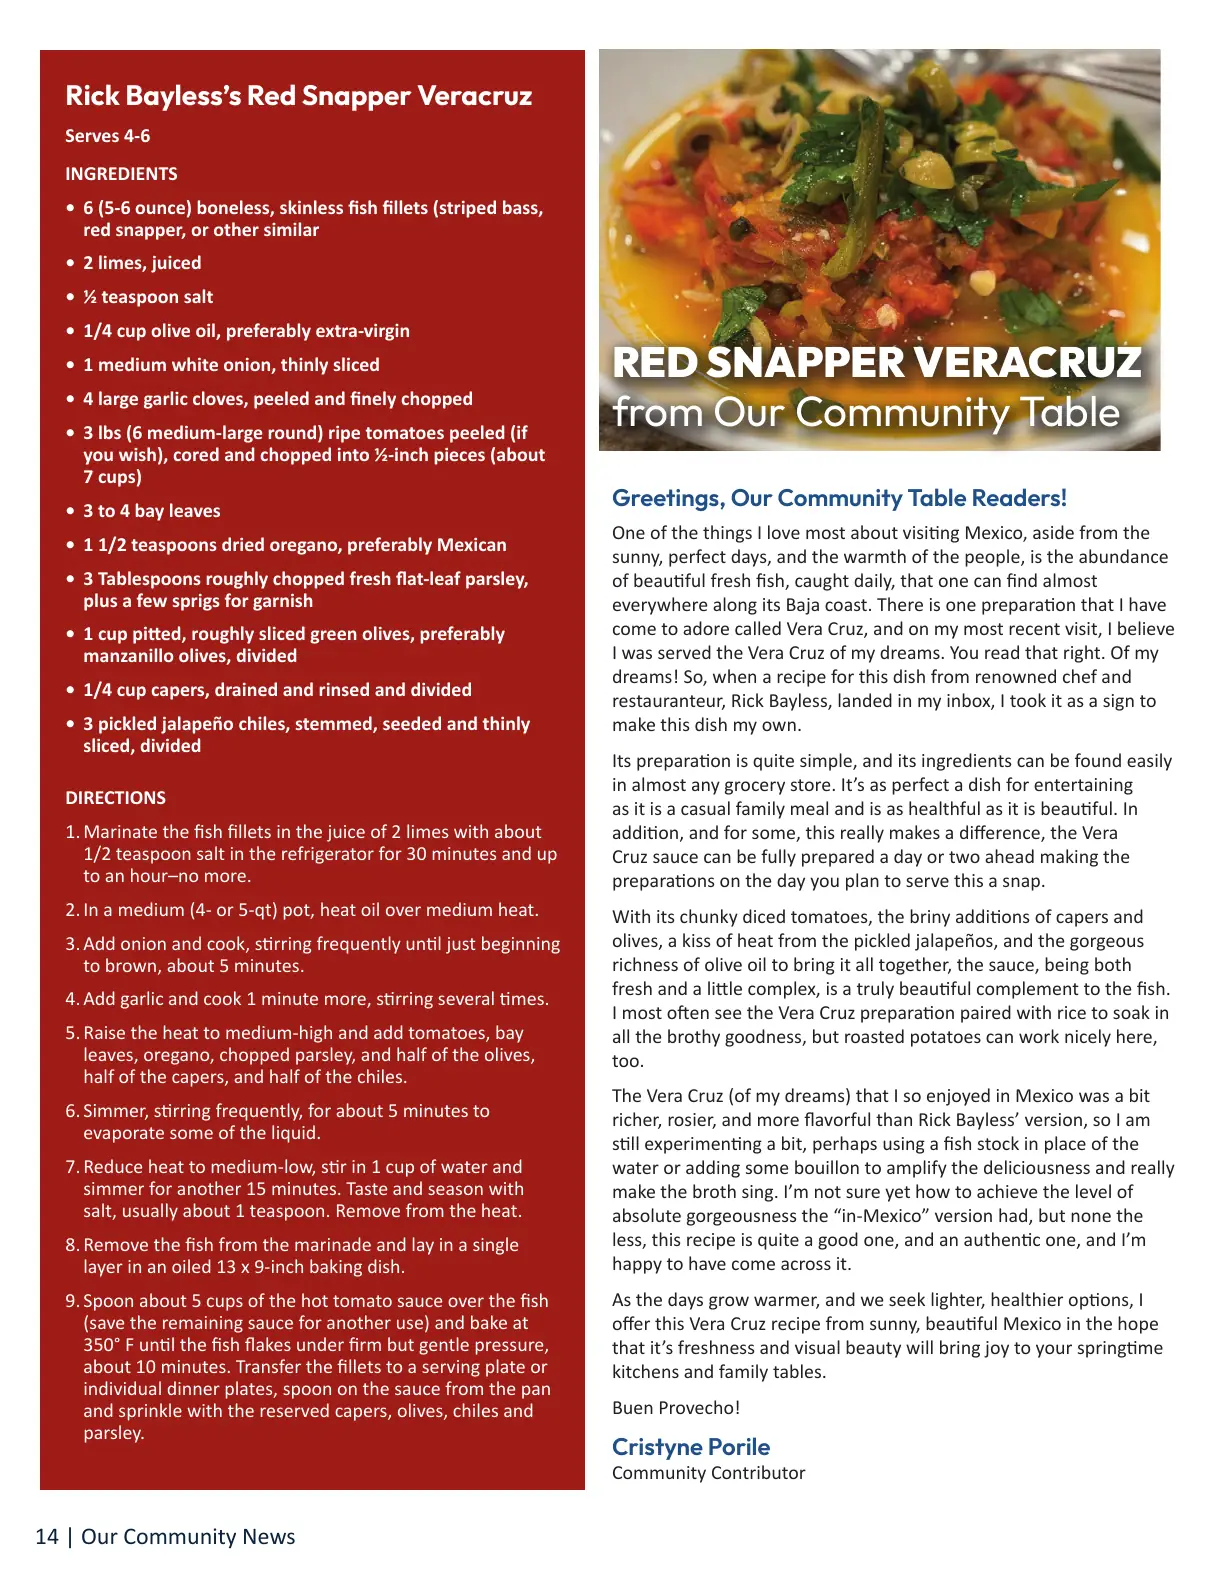 Rick Bayless’s Red Snapper Veracruz
Serves 4-6
INGREDIENTS
• 6 (5-6 ounce) boneless, skinless fish fillets (striped bass,
red snapper, or other similar
• 2 limes, juiced
• ½ teaspoon salt
• 1/4 cup olive oil, preferably extra-virgin
• 1 medium white onion, thinly sliced
• 4 large garlic cloves, peeled and finely chopped
• 3 lbs (6 medium-large round) ripe tomatoes peeled (if
you wish), cored and chopped into ½-inch pieces (about
7 cups)
• 3 to 4 bay leaves
• 1 1/2 teaspoons dried oregano, preferably Mexican
• 3 Tablespoons roughly chopped fresh flat-leaf parsley,
plus a few sprigs for garnish
• 1 cup pitted, roughly sliced green olives, preferably
manzanillo olives, divided
• 1/4 cup capers, drained and rinsed and divided
• 3 pickled jalapeño chiles, stemmed, seeded and thinly
sliced, divided
DIRECTIONS
1. Marinate the fish fillets in the juice of 2 limes with about
1/2 teaspoon salt in the refrigerator for 30 minutes and up
to an hour–no more.
2. In a medium (4- or 5-qt) pot, heat oil over medium heat.
3. Add onion and cook, stirring frequently until just beginning
to brown, about 5 minutes.
4. Add garlic and cook 1 minute more, stirring several times.
5. Raise the heat to medium-high and add tomatoes, bay
leaves, oregano, chopped parsley, and half of the olives,
half of the capers, and half of the chiles.
6. Simmer, stirring frequently, for about 5 minutes to
evaporate some of the liquid.
7. Reduce heat to medium-low, stir in 1 cup of water and
simmer for another 15 minutes. Taste and season with
salt, usually about 1 teaspoon. Remove from the heat.
8. Remove the fish from the marinade and lay in a single
layer in an oiled 13 x 9-inch baking dish.
9. Spoon about 5 cups of the hot tomato sauce over the fish
(save the remaining sauce for another use) and bake at
350° F until the fish flakes under firm but gentle pressure,
about 10 minutes. Transfer the fillets to a serving plate or
individual dinner plates, spoon on the sauce from the pan
and sprinkle with the reserved capers, olives, chiles and
parsley.
RED SNAPPER VERACRUZ
from Our Community Table
Greetings, Our Community Table Readers!
One of the things I love most about visiting Mexico, aside from the
sunny, perfect days, and the warmth of the people, is the abundance
of beautiful fresh fish, caught daily, that one can find almost
everywhere along its Baja coast. There is one preparation that I have
come to adore called Vera Cruz, and on my most recent visit, I believe
I was served the Vera Cruz of my dreams. You read that right. Of my
dreams! So, when a recipe for this dish from renowned chef and
restauranteur, Rick Bayless, landed in my inbox, I took it as a sign to
make this dish my own.
Its preparation is quite simple, and its ingredients can be found easily
in almost any grocery store. It’s as perfect a dish for entertaining
as it is a casual family meal and is as healthful as it is beautiful. In
addition, and for some, this really makes a difference, the Vera
Cruz sauce can be fully prepared a day or two ahead making the
preparations on the day you plan to serve this a snap.
With its chunky diced tomatoes, the briny additions of capers and
olives, a kiss of heat from the pickled jalapeños, and the gorgeous
richness of olive oil to bring it all together, the sauce, being both
fresh and a little complex, is a truly beautiful complement to the fish.
I most often see the Vera Cruz preparation paired with rice to soak in
all the brothy goodness, but roasted potatoes can work nicely here,
too.
The Vera Cruz (of my dreams) that I so enjoyed in Mexico was a bit
richer, rosier, and more flavorful than Rick Bayless’ version, so I am
still experimenting a bit, perhaps using a fish stock in place of the
water or adding some bouillon to amplify the deliciousness and really
make the broth sing. I’m not sure yet how to achieve the level of
absolute gorgeousness the “in-Mexico” version had, but none the
less, this recipe is quite a good one, and an authentic one, and I’m
happy to have come across it.
As the days grow warmer, and we seek lighter, healthier options, I
offer this Vera Cruz recipe from sunny, beautiful Mexico in the hope
that it’s freshness and visual beauty will bring joy to your springtime
kitchens and family tables.
Buen Provecho!
Cristyne Porile
Community Contributor
14 | Our Community News